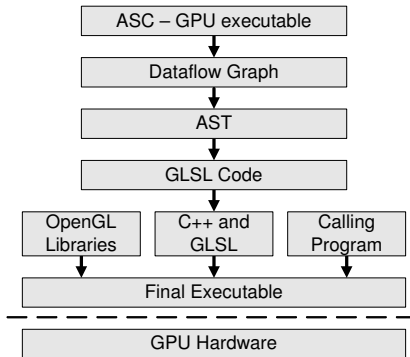 ASC – GPU executable
Dataflow Graph
AST
GLSL Code
OpenGL
Libraries
C++ and
GLSL
Calling
Program
Final Executable
GPU Hardware